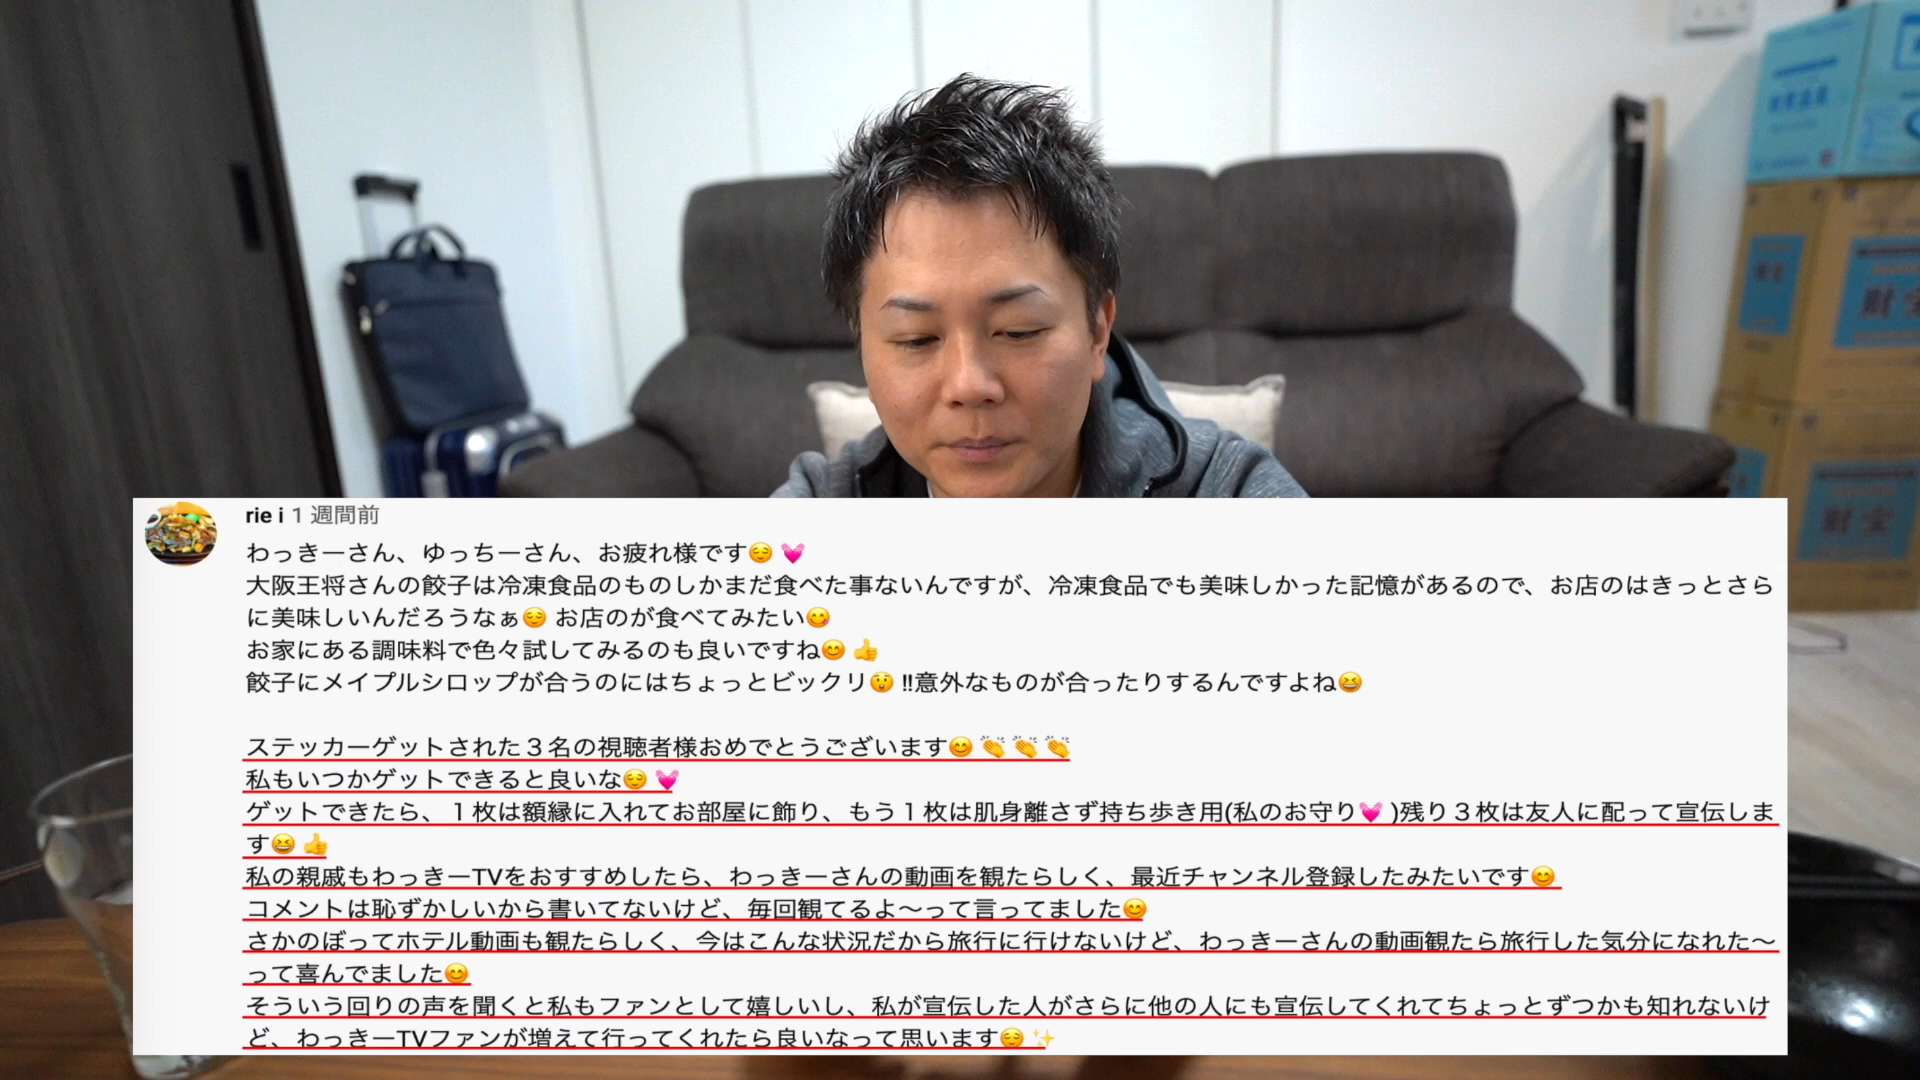 rie i 1 週間前
わっきーさん、ゆっちーさん、お疲れ様です😌 💓
大阪王将さんの餃子は冷凍食品のものしかまだ食べた事ないんですが、冷凍食品でも美味しかった記憶があるので、お店のはきっとさら
に美味しいんだろうなぁ😌 お店のが食べてみたい😋
お家にある調味料で色々試してみるのも良いですね😊 👍
餃子にメイプルシロップが合うのにはちょっとビックリ😲 ‼意外なものが合ったりするんですよね😆
ステッカーゲットされた３名の視聴者様おめでとうございます😊 👏 👏 👏
私もいつかゲットできると良いな😌 💓
ゲットできたら、１枚は額縁に入れてお部屋に飾り、もう１枚は肌身離さず持ち歩き用(私のお守り💓 )残り３枚は友人に配って宣伝しま
す😆 👍
私の親戚もわっきーTVをおすすめしたら、わっきーさんの動画を観たらしく、最近チャンネル登録したみたいです😊
コメントは恥ずかしいから書いてないけど、毎回観てるよ〜って言ってました😊
さかのぼってホテル動画も観たらしく、今はこんな状況だから旅行に行けないけど、わっきーさんの動画観たら旅行した気分になれた〜
って喜んでました😊
そういう回りの声を聞くと私もファンとして嬉しいし、私が宣伝した人がさらに他の人にも宣伝してくれてちょっとずつかも知れないけ
ど、わっきーTVファンが増えて行ってくれたら良いなって思います😌 ✨
財宝